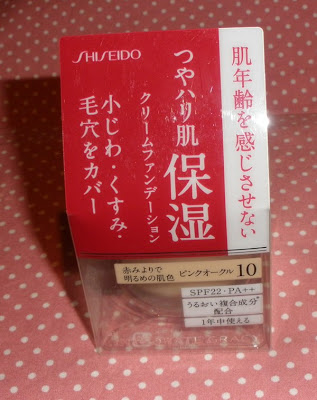 SHISEIDO
肌年齢を感じさせない
つやハリ肌
保湿
クリームファンデーション
小じわ・くすみ・
毛穴をカバー
赤みよりで
明るめの肌色
ピンクオークル 10
SPF22・PA++
うるおい複合成分*
配合
1年中使える